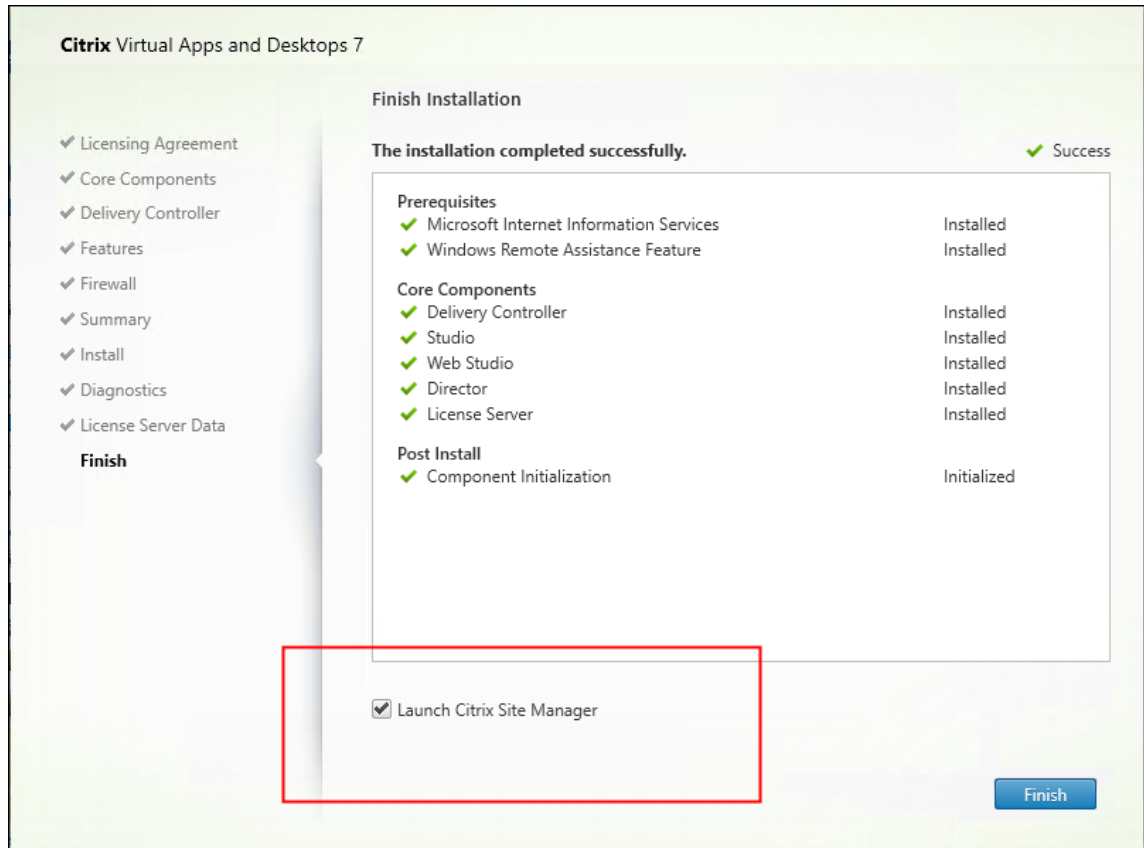 Citrix Virtual Apps and Desktops 7
Licensing Agreement
Core Components
Delivery Controller
Features
Firewall
Summary
Install
Diagnostics
License Server Data
Finish
Finish Installation
The installation completed successfully.
Success
Prerequisites
Microsoft Internet Information Services Installed
Windows Remote Assistance Feature Installed
Core Components
Delivery Controller Installed
Studio Installed
Web Studio Installed
Director Installed
License Server Installed
Post Install
Component Initialization Initialized
Launch Citrix Site Manager
Finish